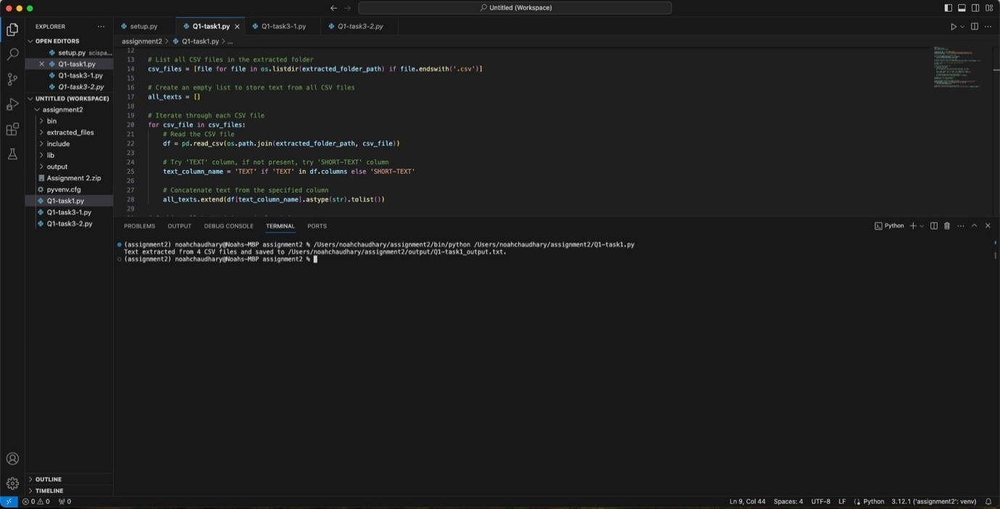 Untitled (Workspace)
EXPLORER
OPEN EDITORS
setup.py scispa...
Q1-task1.py
Q1-task3-1.py
Q1-task3-2.py
UNTITLED (WORKSPACE)
assignment2
bin
extracted_files
include
lib
output
Assignment 2.zip
pyvenv.cfg
Q1-task1.py
Q1-task3-1.py
Q1-task3-2.py
OUTLINE
TIMELINE
setup.py Q1-task1.py Q1-task3-1.py Q1-task3-2.py
assignment2 > Q1-task1.py > ...
12
13 # List all CSV files in the extracted folder
14 csv_files = [file for file in os.listdir(extracted_folder_path) if file.endswith('.csv')]
15
16 # Create an empty list to store text from all CSV files
17 all_texts = []
18
19 # Iterate through each CSV file
20 for csv_file in csv_files:
21     # Read the CSV file
22     df = pd.read_csv(os.path.join(extracted_folder_path, csv_file))
23
24     # Try 'TEXT' column, if not present, try 'SHORT-TEXT' column
25     text_column_name = 'TEXT' if 'TEXT' in df.columns else 'SHORT-TEXT'
26
27     # Concatenate text from the specified column
28     all_texts.extend(df[text_column_name].astype(str).tolist())
29
PROBLEMS OUTPUT DEBUG CONSOLE TERMINAL PORTS
Python
(assignment2) noahchaudhary@Noahs-MBP assignment2 % /Users/noahchaudhary/assignment2/bin/python /Users/noahchaudhary/assignment2/Q1-task1.py
Text extracted from 4 CSV files and saved to /Users/noahchaudhary/assignment2/output/Q1-task1_output.txt.
(assignment2) noahchaudhary@Noahs-MBP assignment2 %
0 0 0
Ln 9, Col 44 Spaces: 4 UTF-8 LF Python 3.12.1 ('assignment2': venv)